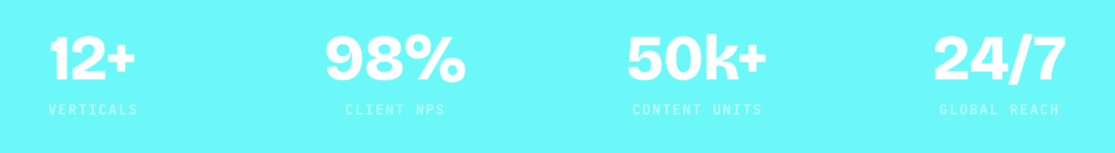 12+ 98% 50k+ 24/7
VERTICALS CLIENT NPS CONTENT UNITS GLOBAL REACH